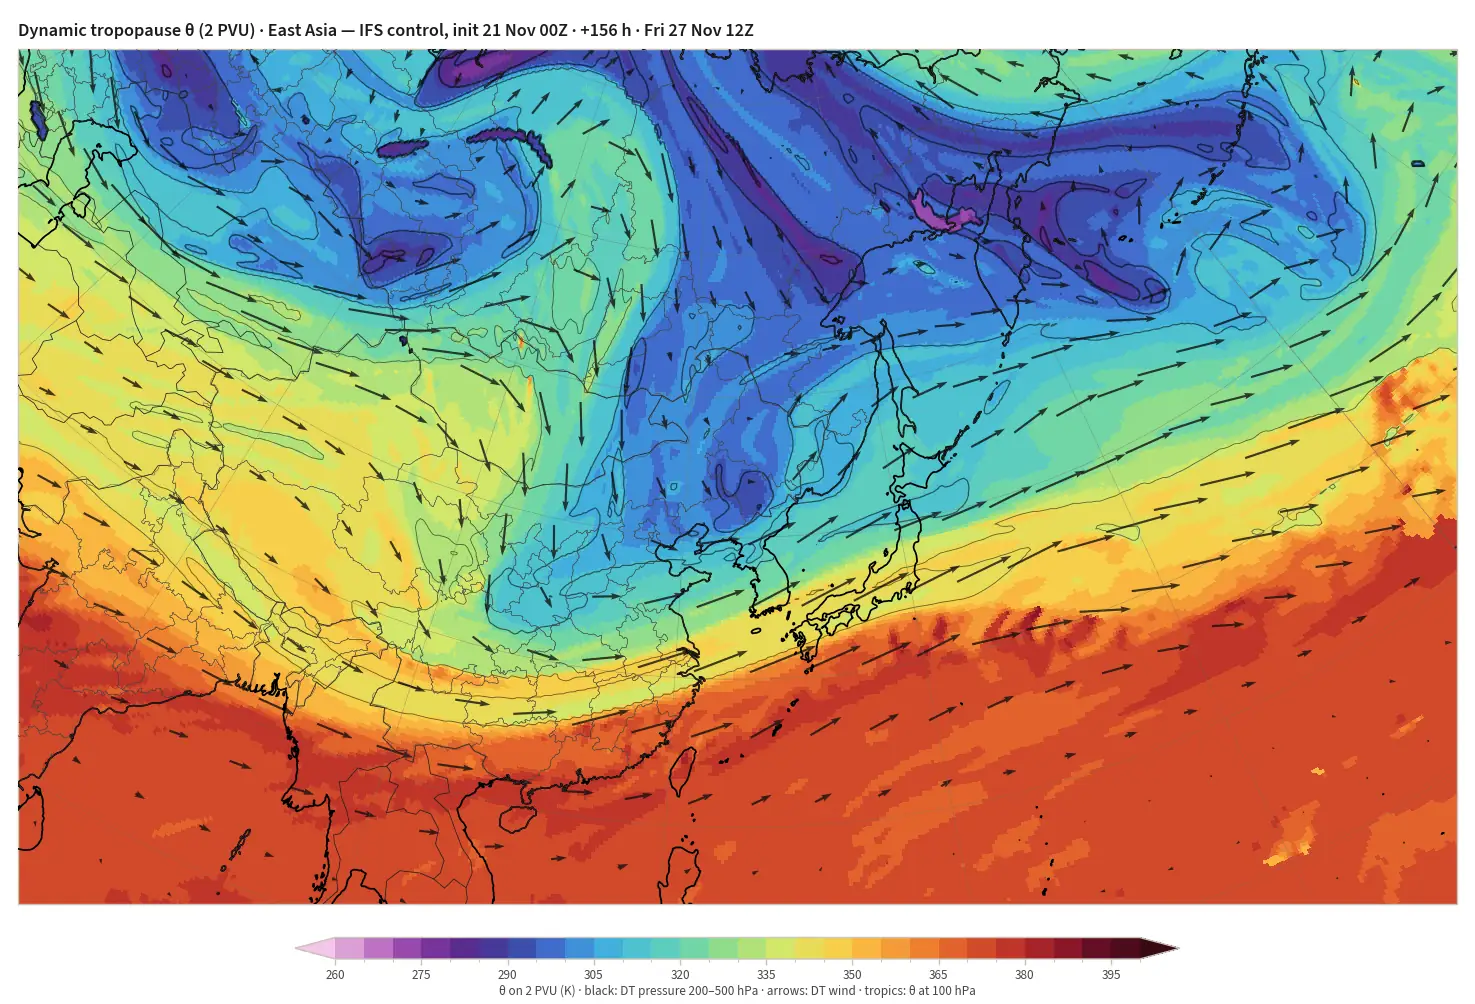 Dynamic tropopause θ (2 PVU) · East Asia — IFS control, init 21 Nov 00Z · +156 h · Fri 27 Nov 12Z
260 275 290 305 320 335 350 365 380 395
θ on 2 PVU (K) · black: DT pressure 200–500 hPa · arrows: DT wind · tropics: θ at 100 hPa